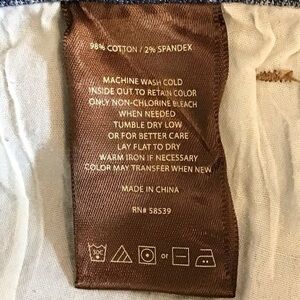 98% COTTON / 2% SPANDEX
MACHINE WASH COLD
INSIDE OUT TO RETAIN COLOR
ONLY NON-CHLORINE BLEACH
WHEN NEEDED
TUMBLE DRY LOW
OR FOR BETTER CARE
LAY FLAT TO DRY
WARM IRON IF NECESSARY
COLOR MAY TRANSFER WHEN NEW
MADE IN CHINA
RN# 58539
30C or